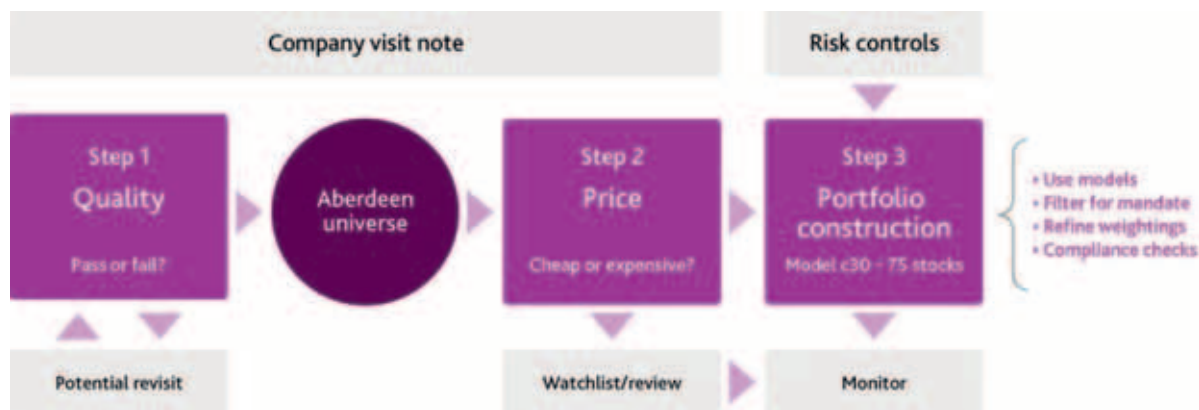 Company visit note
Risk controls
Step 1
Quality
Pass or fail?
Aberdeen
universe
Step 2
Price
Cheap or expensive?
Step 3
Portfolio
construction
Model c30 - 75 stocks
• Use models
• Filter for mandate
• Refine weightings
• Compliance checks
Potential revisit
Watchlist/review
Monitor